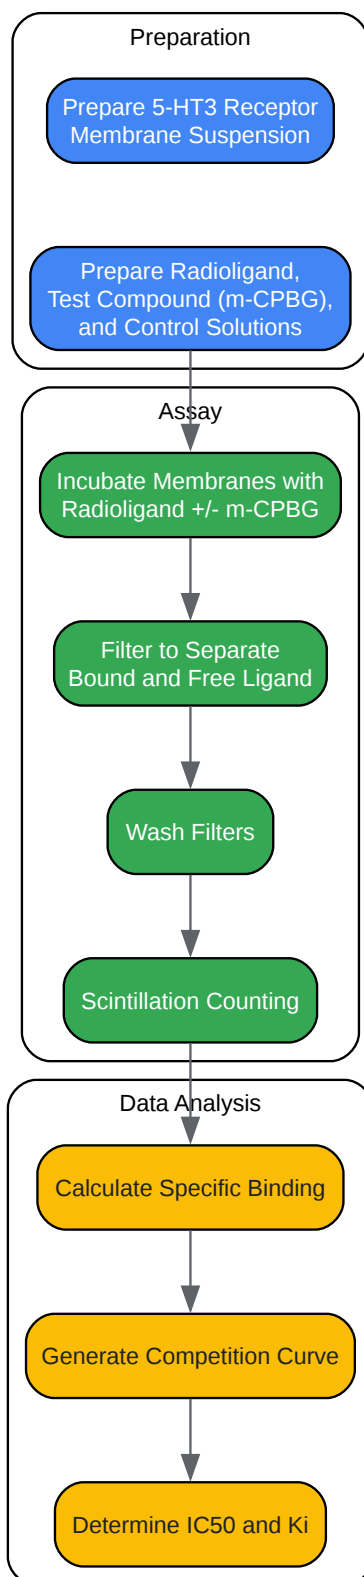 Preparation
Prepare 5-HT3 Receptor
Membrane Suspension
Prepare Radioligand,
Test Compound (m-CPBG),
and Control Solutions
Assay
Incubate Membranes with
Radioligand +/- m-CPBG
Filter to Separate
Bound and Free Ligand
Wash Filters
Scintillation Counting
Data Analysis
Calculate Specific Binding
Generate Competition Curve
Determine IC50 and Ki